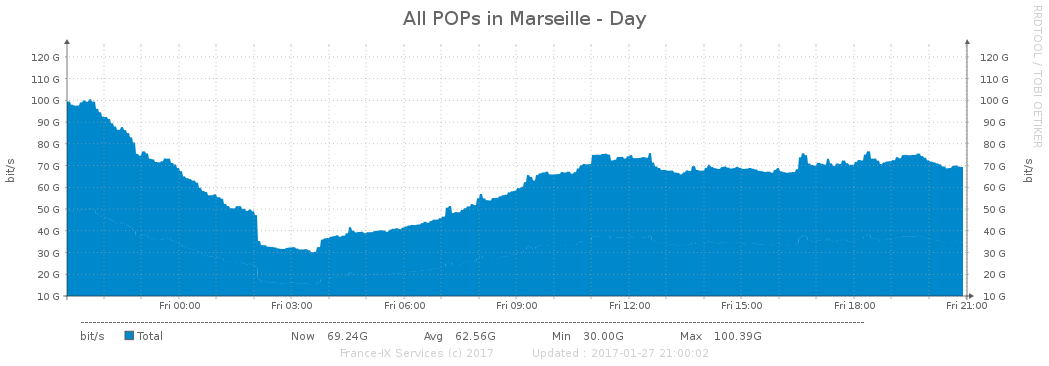 All POPs in Marseille - Day
RRDTOOL / TOBI OETIKER
bit/s
120 G 120 G
110 G 110 G
100 G 100 G
90 G 90 G
80 G 80 G
70 G 70 G
60 G 60 G
50 G 50 G
40 G 40 G
30 G 30 G
20 G 20 G
10 G 10 G
bit/s
Fri 00:00 Fri 03:00 Fri 06:00 Fri 09:00 Fri 12:00 Fri 15:00 Fri 18:00 Fri 21:00
bit/s Total Now 69.24G Avg 62.56G Min 30.00G Max 100.39G
France-IX Services (c) 2017 Updated : 2017-01-27 21:00:02